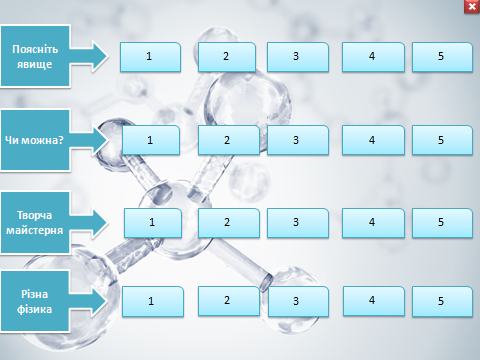 Поясніть
явище
1 2 3 4 5
Чи можна?
1 2 3 4 5
Творча
майстерня
1 2 3 4 5
Різна
фізика
1 2 3 4 5